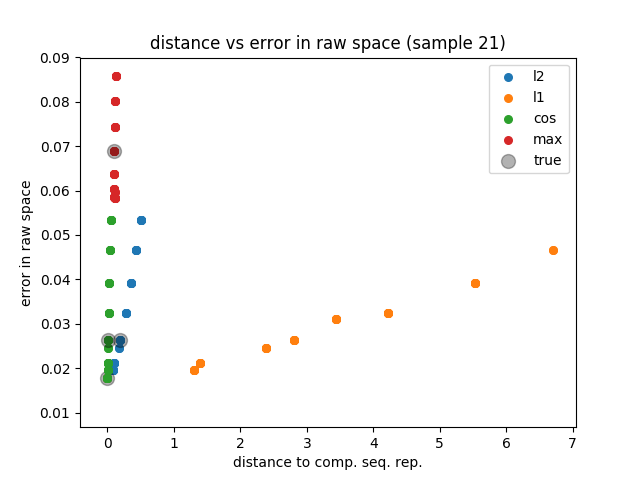 distance vs error in raw space (sample 21)
0.09
0.08
0.07
0.06
0.05
0.04
0.03
0.02
0.01
error in raw space
l2
l1
cos
max
true
0 1 2 3 4 5 6 7
distance to comp. seq. rep.